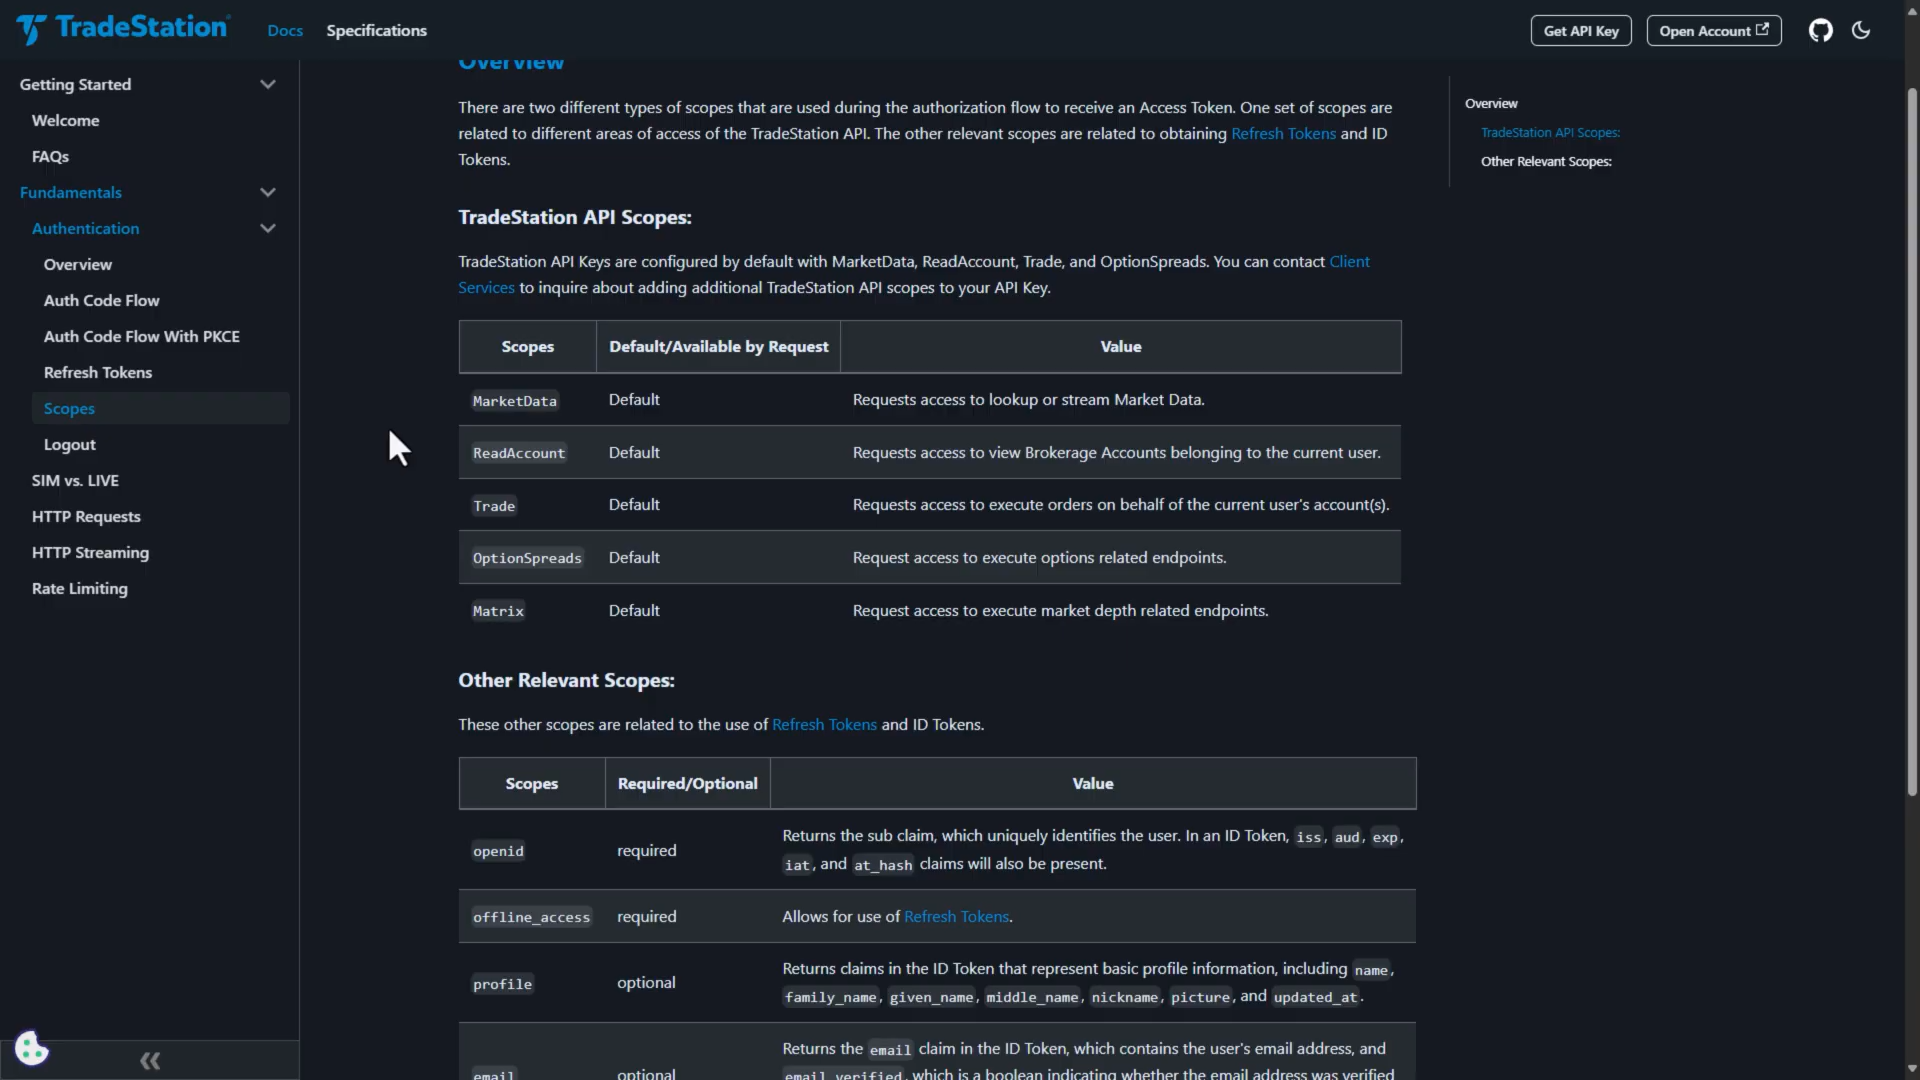 TradeStation
Docs
Specifications
Get API Key
Open Account
Getting Started
Welcome
FAQs
Fundamentals
Authentication
Overview
Auth Code Flow
Auth Code Flow With PKCE
Refresh Tokens
Scopes
Logout
SIM vs. LIVE
HTTP Requests
HTTP Streaming
Rate Limiting
Overview
There are two different types of scopes that are used during the authorization flow to receive an Access Token. One set of scopes are
related to different areas of access of the TradeStation API. The other relevant scopes are related to obtaining Refresh Tokens and ID
Tokens.
TradeStation API Scopes:
TradeStation API Keys are configured by default with MarketData, ReadAccount, Trade, and OptionSpreads. You can contact Client
Services to inquire about adding additional TradeStation API scopes to your API Key.
Scopes Default/Available by Request Value
MarketData Default Requests access to lookup or stream Market Data.
ReadAccount Default Requests access to view Brokerage Accounts belonging to the current user.
Trade Default Requests access to execute orders on behalf of the current user's account(s).
OptionSpreads Default Request access to execute options related endpoints.
Matrix Default Request access to execute market depth related endpoints.
Other Relevant Scopes:
These other scopes are related to the use of Refresh Tokens and ID Tokens.
Scopes Required/Optional Value
openid required Returns the sub claim, which uniquely identifies the user. In an ID Token, iss, aud, exp,
iat, and at_hash claims will also be present.
offline_access required Allows for use of Refresh Tokens.
profile optional Returns claims in the ID Token that represent basic profile information, including name,
family_name, given_name, middle_name, nickname, picture, and updated_at.
email optional Returns the email claim in the ID Token, which contains the user's email address, and
email_verified, which is a boolean indicating whether the email address was verified
Overview
TradeStation API Scopes:
Other Relevant Scopes: